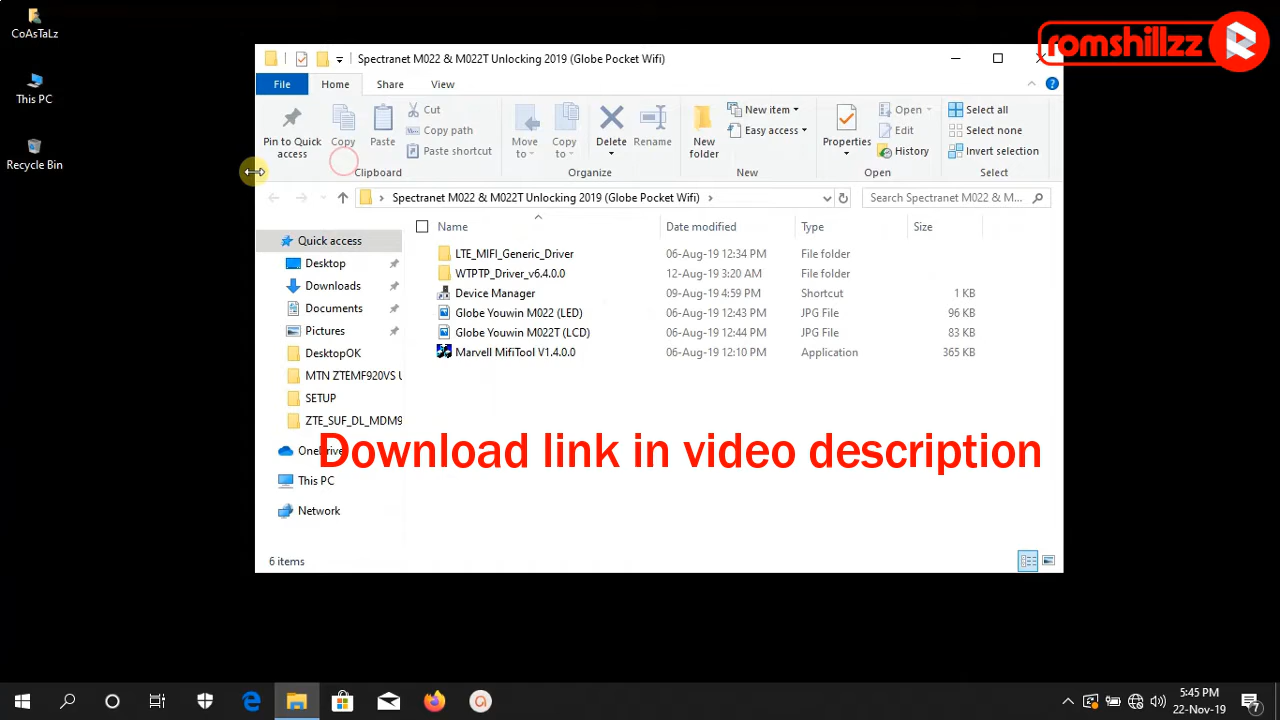 CoAsTaLz
This PC
Recycle Bin
romshillzz
Spectranet M022 & M022T Unlocking 2019 (Globe Pocket Wifi)
File Home Share View
Pin to Quick access
Copy
Paste
Cut
Copy path
Paste shortcut
Clipboard
Move to
Copy to
Delete
Rename
Organize
New folder
New item
Easy access
New
Properties
Open
Edit
History
Open
Select all
Select none
Invert selection
Select
Spectranet M022 & M022T Unlocking 2019 (Globe Pocket Wifi)
Search Spectranet M022 & M...
Quick access
Desktop
Downloads
Documents
Pictures
DesktopOK
MTN ZTEMF920VS U
SETUP
ZTE_SUF_DL_MDM9
OneDrive
This PC
Network
Name Date modified Type Size
LTE_MIFI_Generic_Driver 06-Aug-19 12:34 PM File folder
WTPTP_Driver_v6.4.0.0 12-Aug-19 3:20 AM File folder
Device Manager 09-Aug-19 4:59 PM Shortcut 1 KB
Globe Youwin M022 (LED) 06-Aug-19 12:43 PM JPG File 96 KB
Globe Youwin M022T (LCD) 06-Aug-19 12:44 PM JPG File 83 KB
Marvell MifiTool V1.4.0.0 06-Aug-19 12:10 PM Application 365 KB
Download link in video description
6 items
5:45 PM
22-Nov-19
7